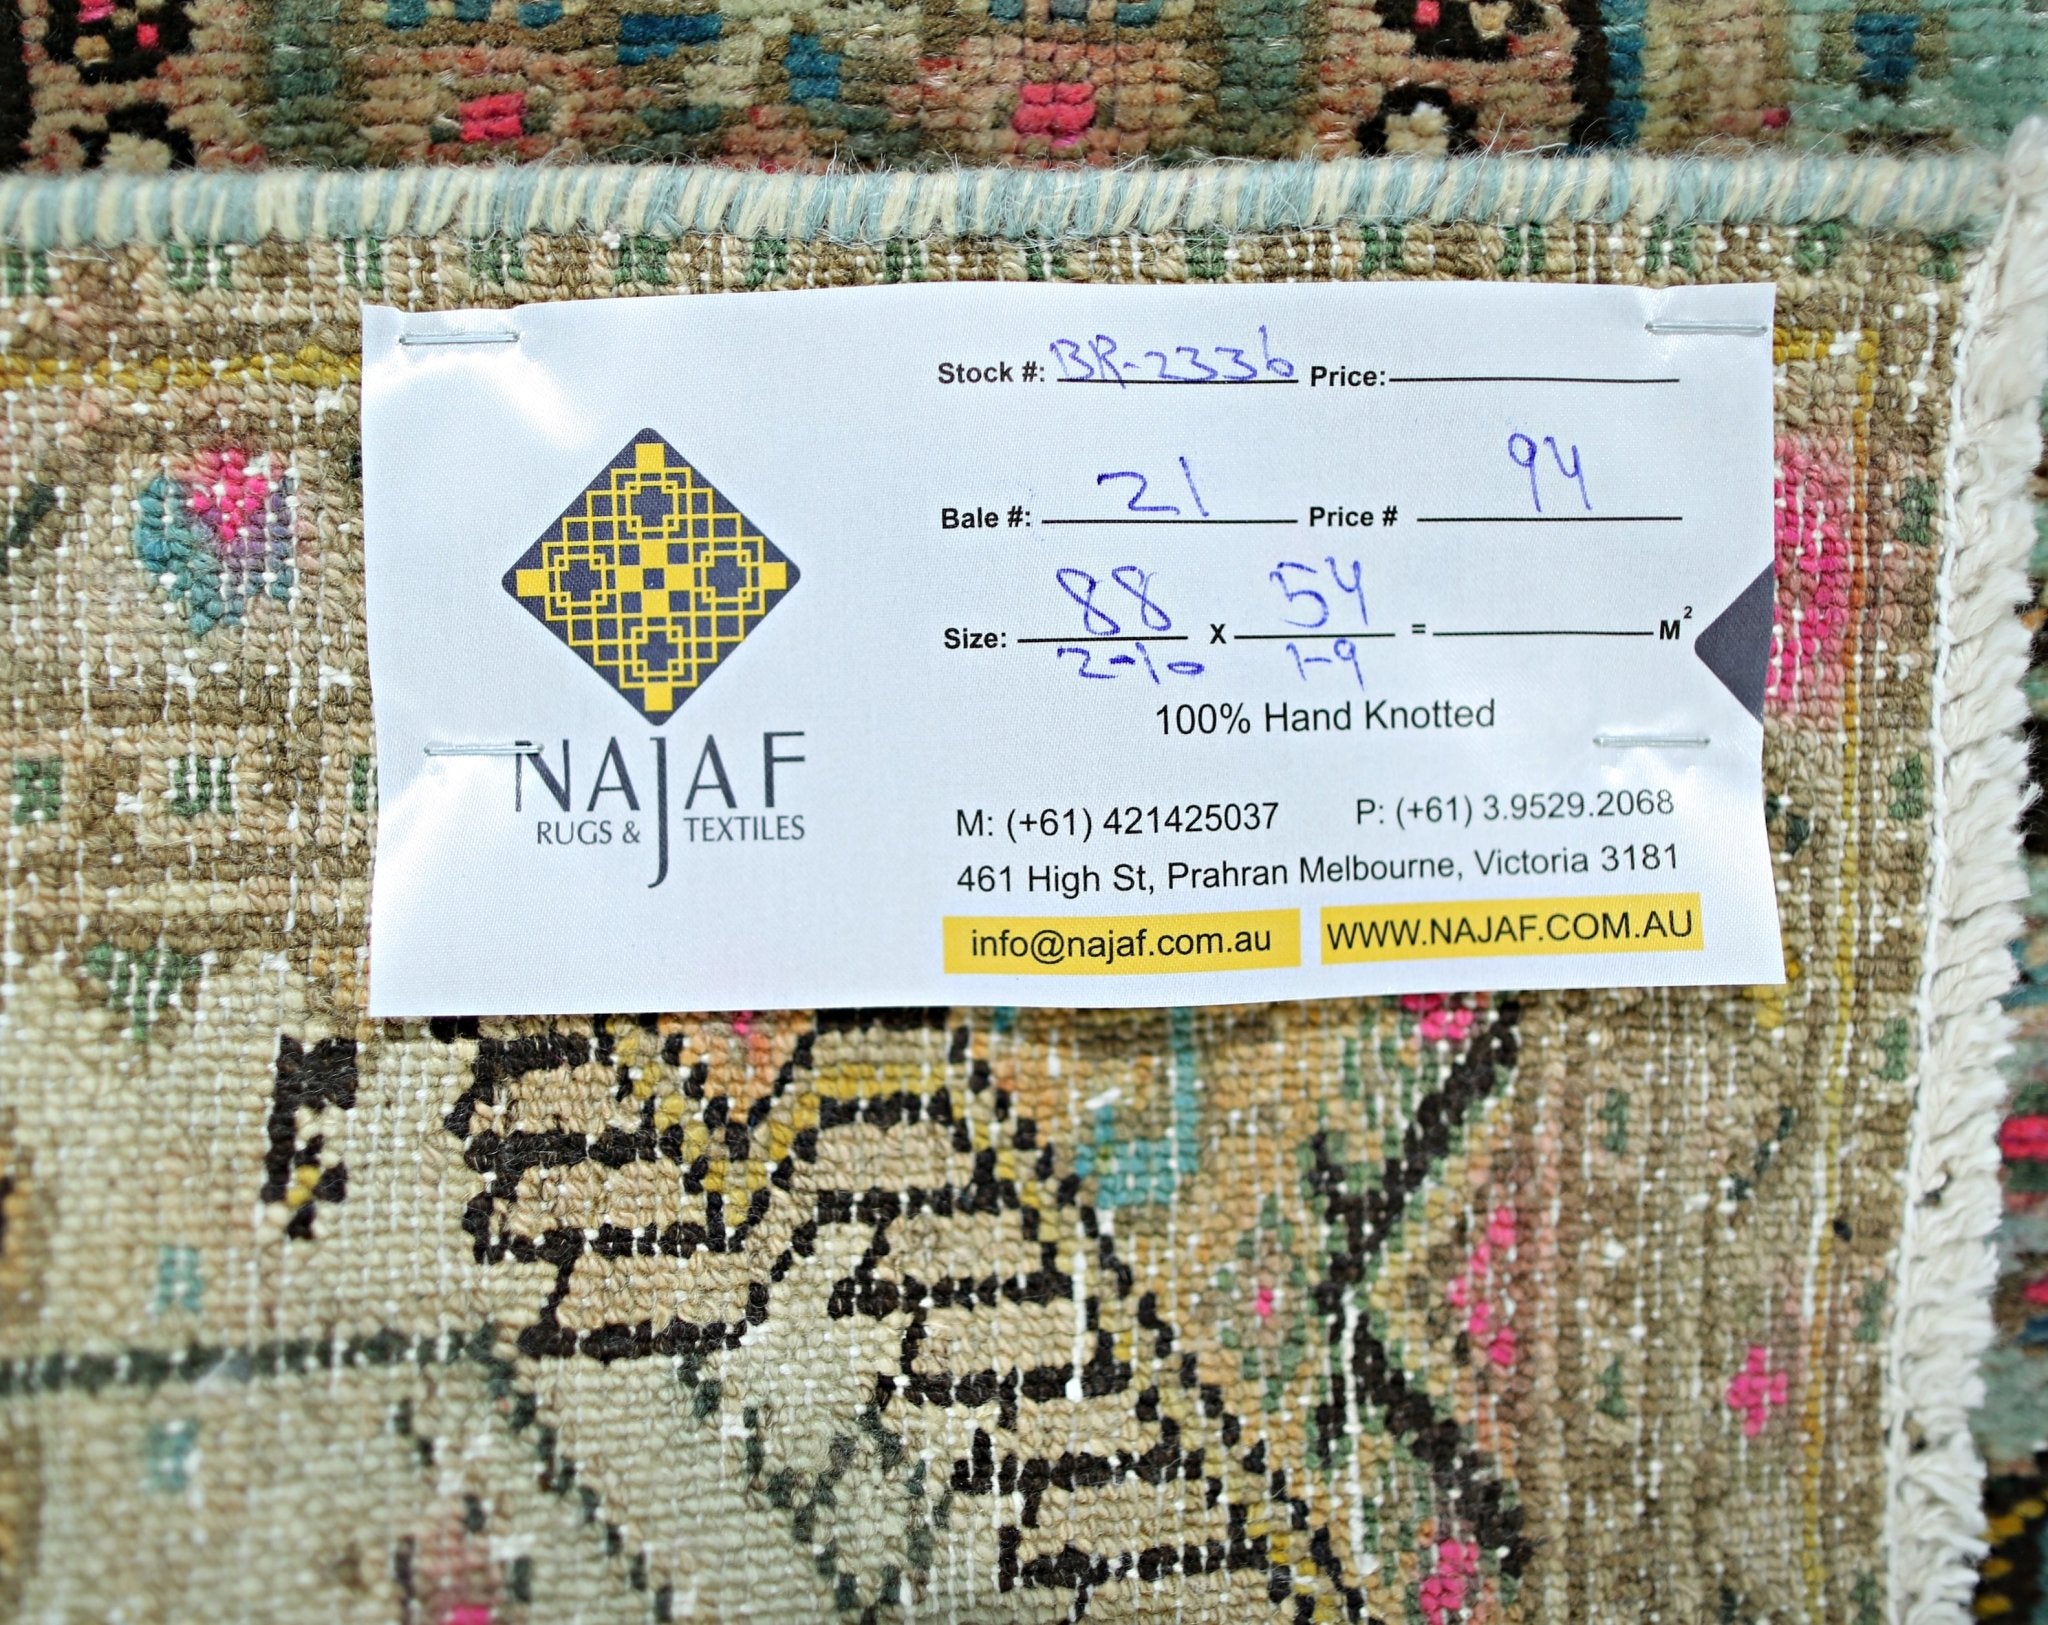 Stock #: BR-2336 Price:
Bale #: 21 Price # 94
Size: 88 X 54 = M²
2-10 1-9
100% Hand Knotted
NAJAF
RUGS & TEXTILES
M: (+61) 421425037 P: (+61) 3.9529.2068
461 High St, Prahran Melbourne, Victoria 3181
info@najaf.com.au WWW.NAJAF.COM.AU